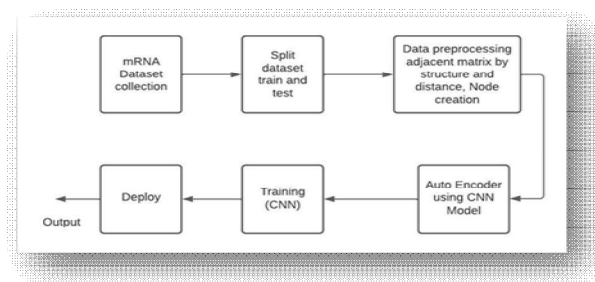 mRNA
Dataset
collection
Split
dataset
train and
test
Data preprocessing
adjacent matrix by
structure and
distance, Node
creation
Auto Encoder
using CNN
Model
Training
(CNN)
Deploy
Output